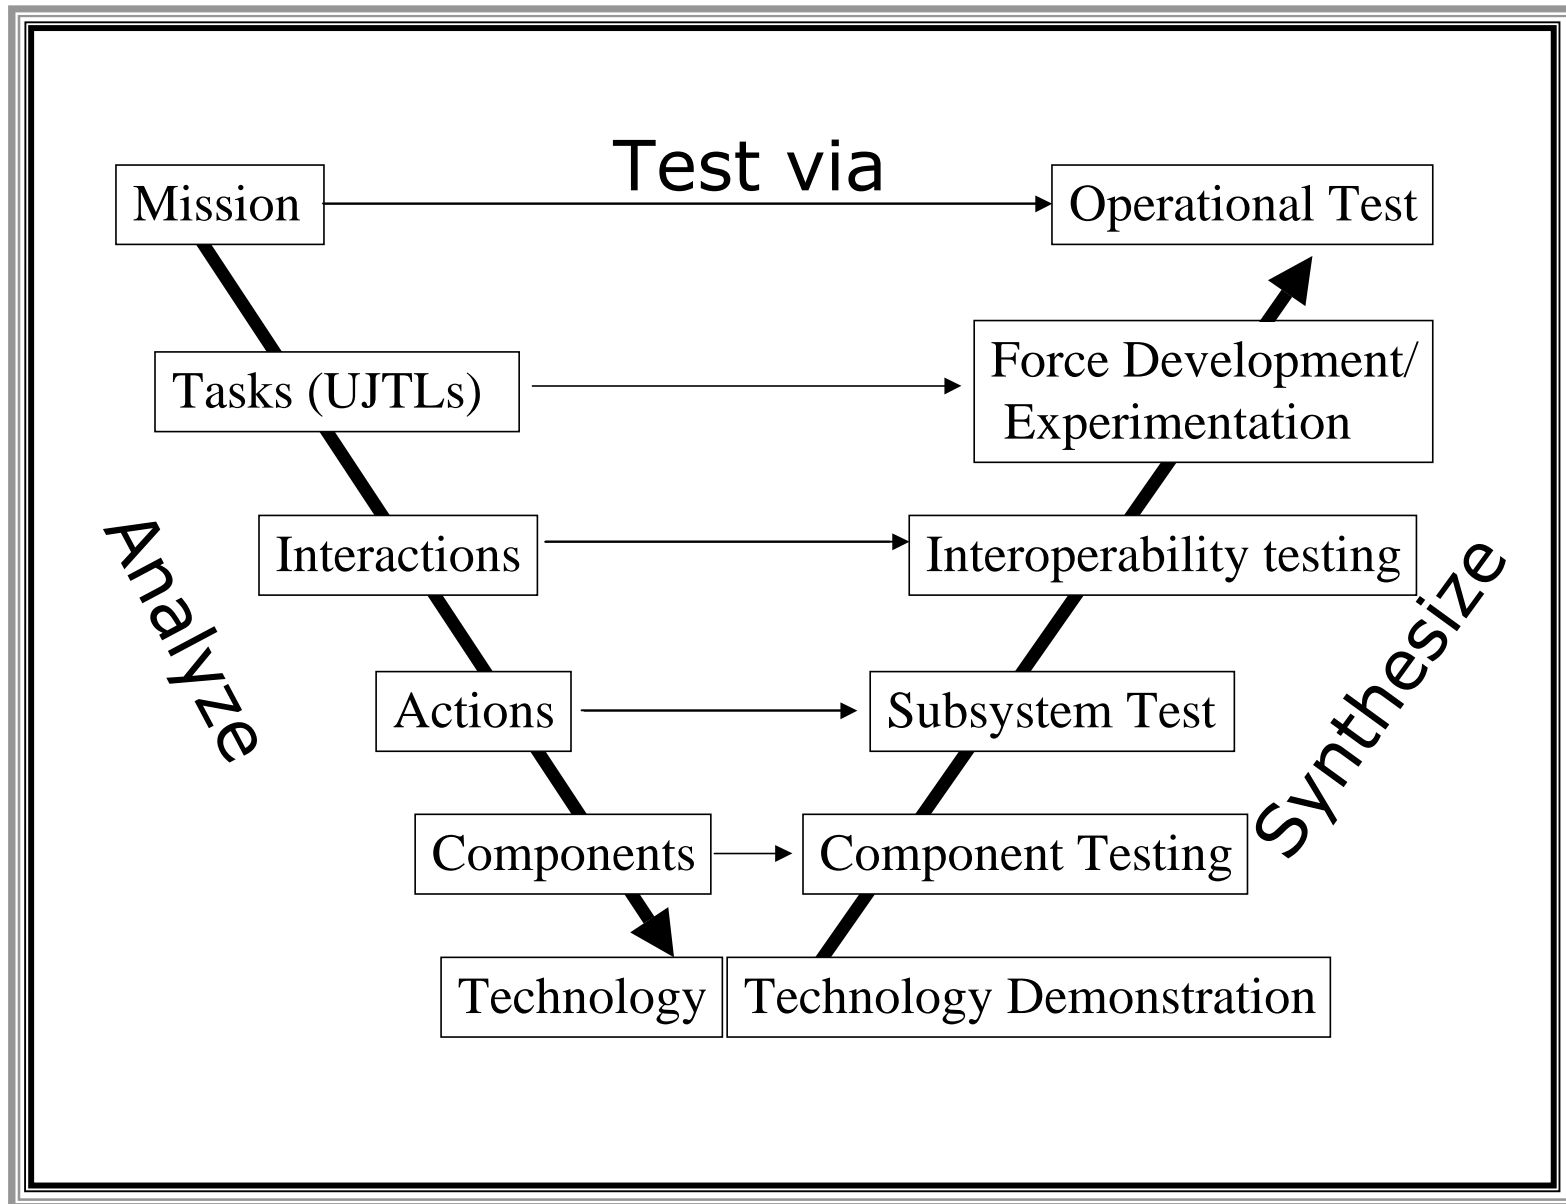 Test via
Mission
Operational Test
Tasks (UJTLs)
Force Development/
Experimentation
Interactions
Interoperability testing
Analyze
Synthesize
Actions
Subsystem Test
Components
Component Testing
Technology
Technology Demonstration